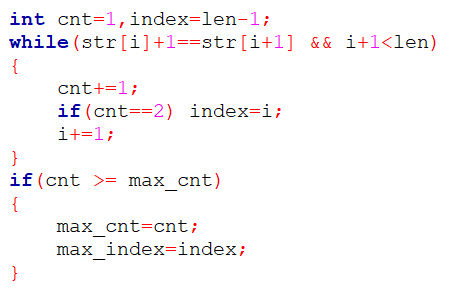 int cnt=1,index=len-1;
while(str[i]+1==str[i+1] && i+1<len)
{
    cnt+=1;
    if(cnt==2) index=i;
    i+=1;
}
if(cnt >= max_cnt)
{
    max_cnt=cnt;
    max_index=index;
}